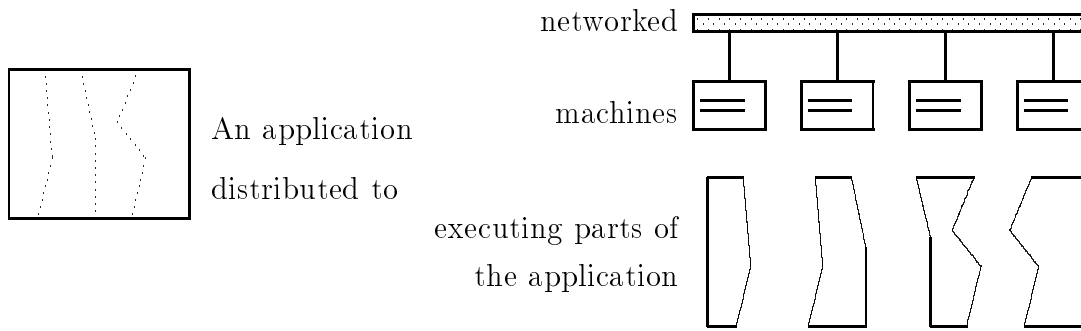 networked
machines
An application
distributed to
executing parts of
the application